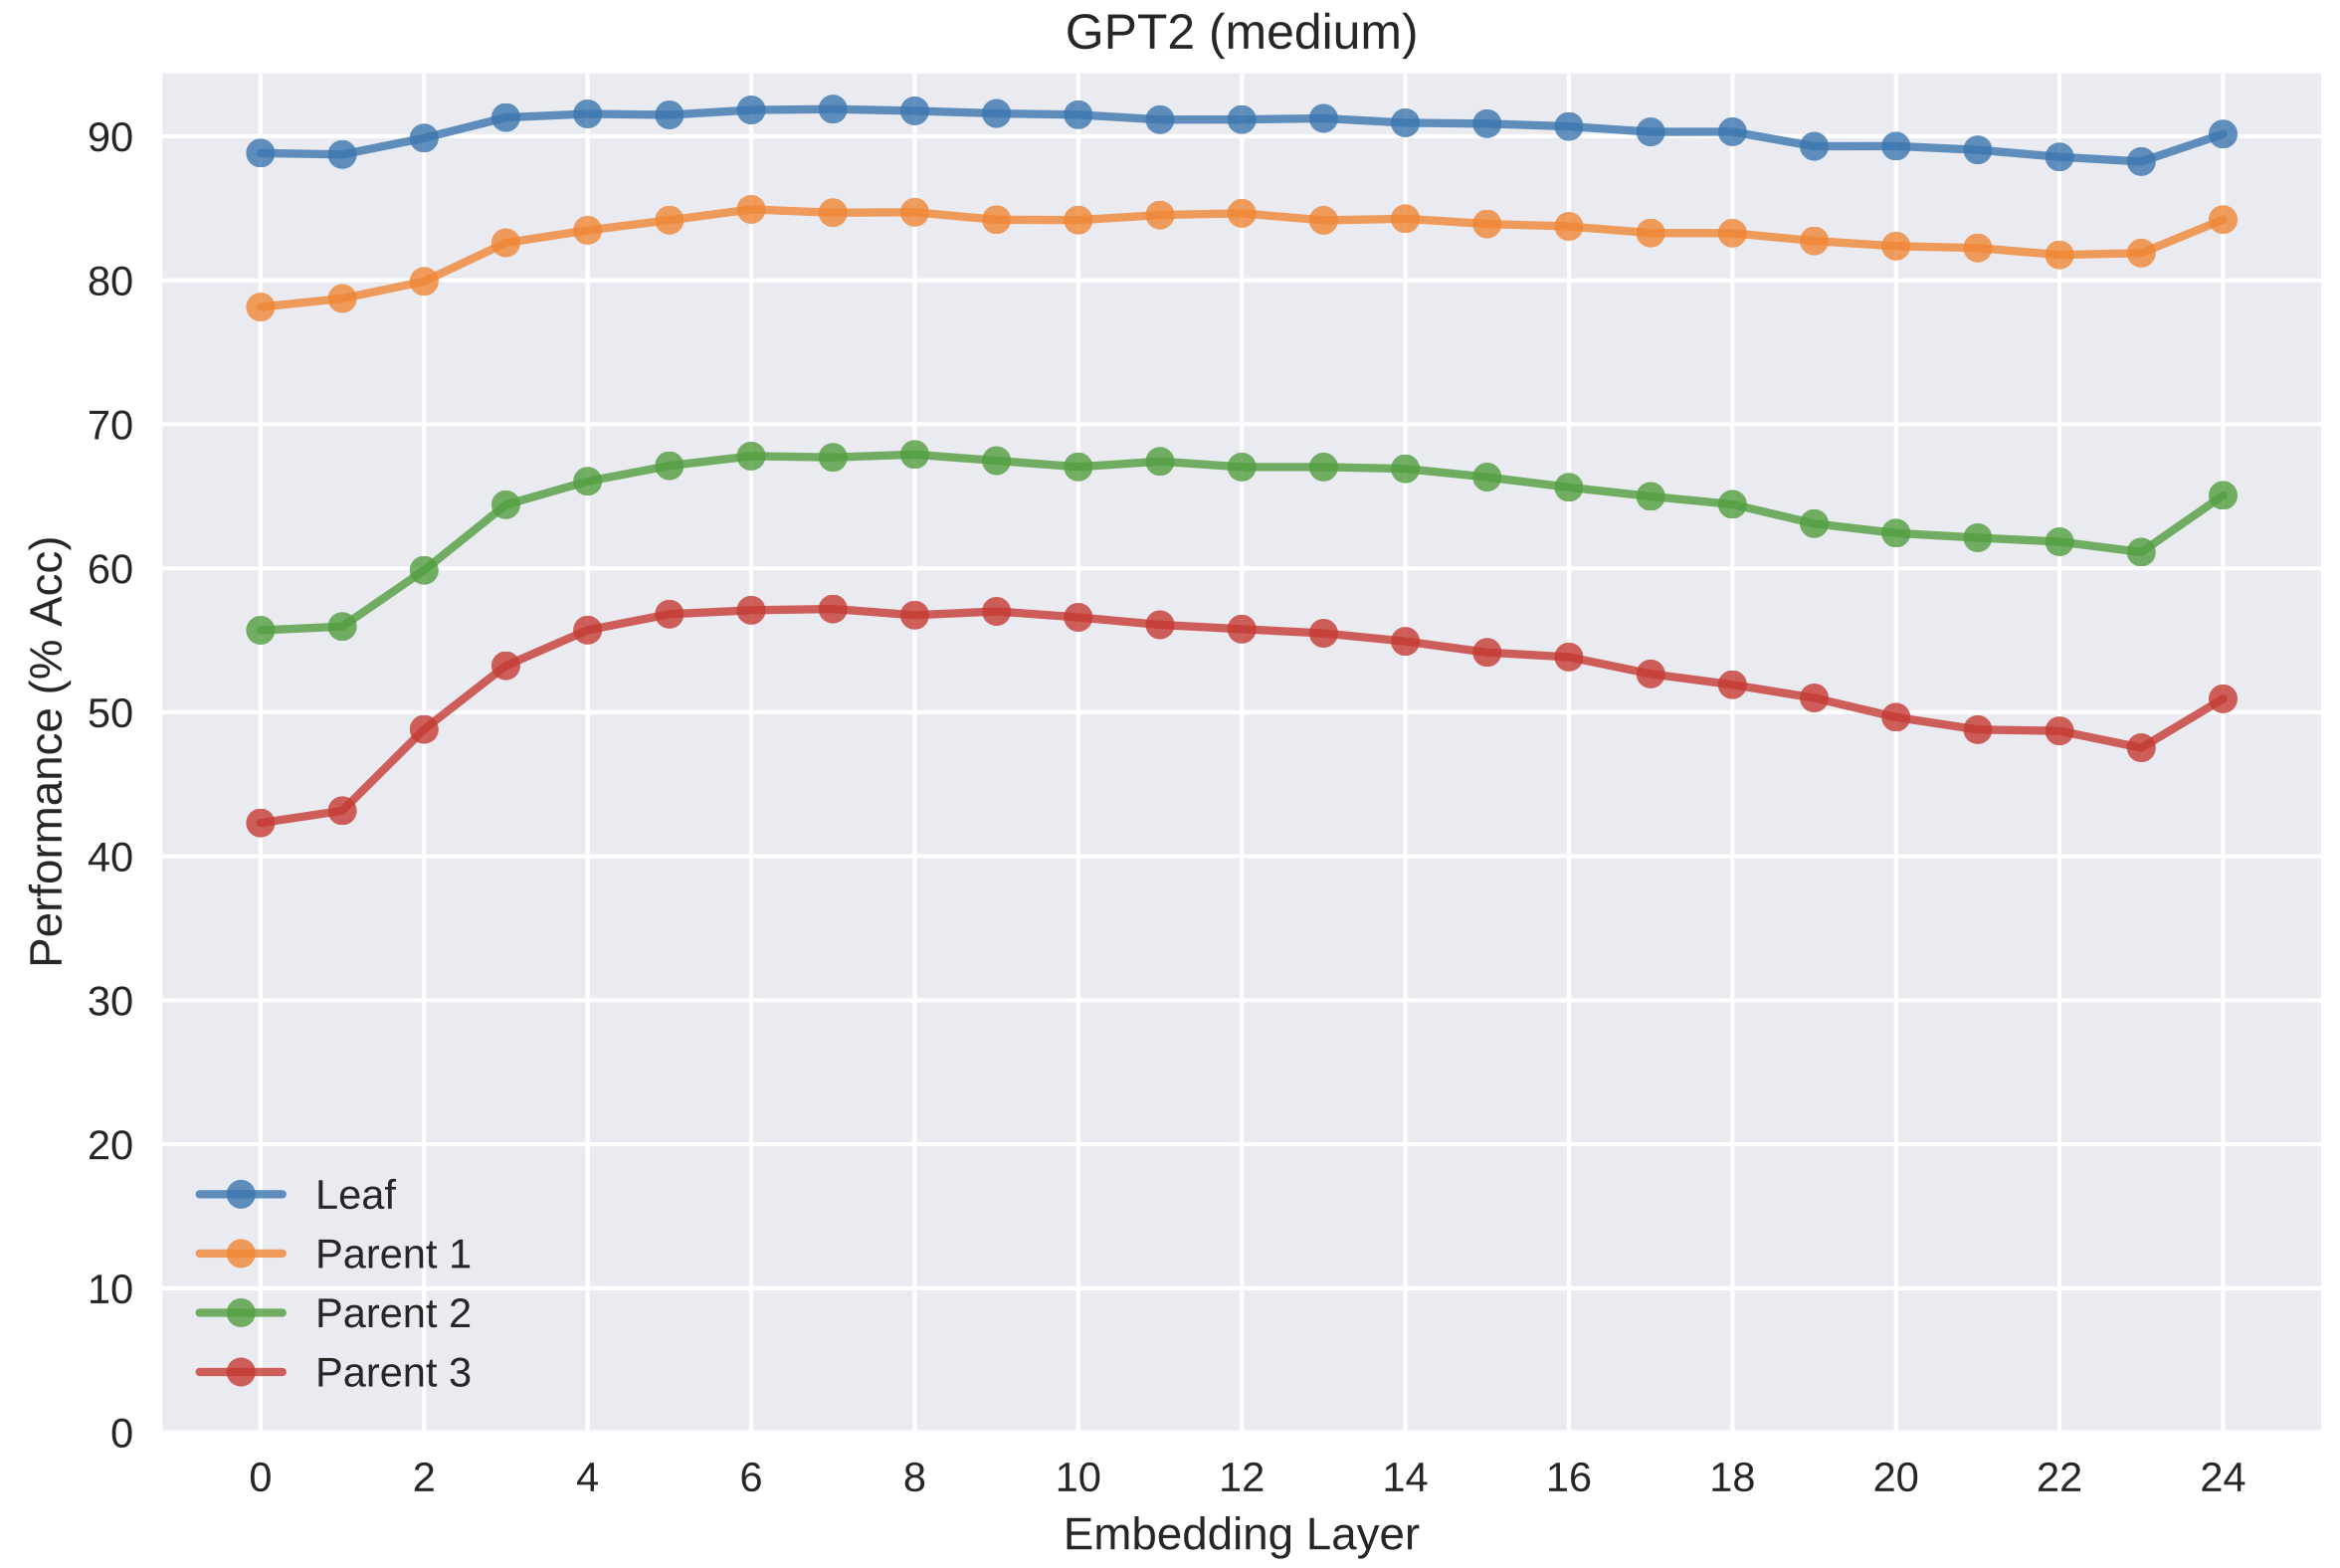 GPT2 (medium)
Performance (% Acc)
90
80
70
60
50
40
30
20
10
0
Leaf
Parent 1
Parent 2
Parent 3
0 2 4 6 8 10 12 14 16 18 20 22 24
Embedding Layer